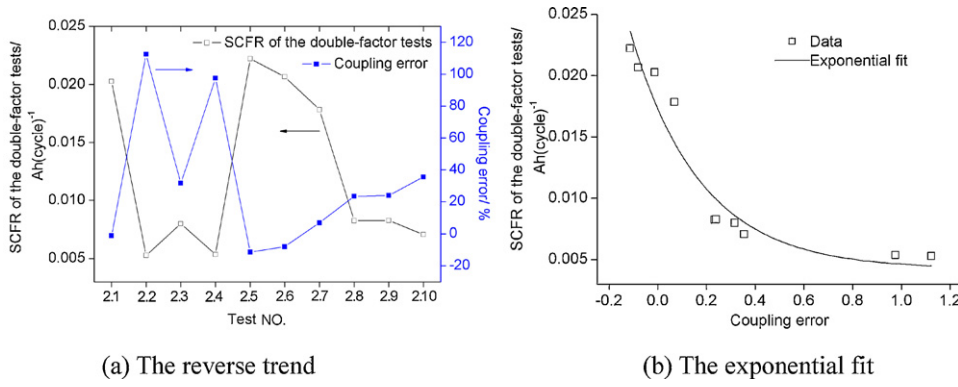 SCFR of the double-factor tests/
Ah(cycle)-1
0.025
0.020
0.015
0.010
0.005
SCFR of the double-factor tests
Coupling error
120
100
80
60
40
20
0
-20
Coupling error/ %
2.1 2.2 2.3 2.4 2.5 2.6 2.7 2.8 2.9 2.10
Test NO.
(a) The reverse trend
SCFR of the double-factor tests/
Ah(cycle)-1
0.025
0.020
0.015
0.010
0.005
Data
Exponential fit
-0.2 0.0 0.2 0.4 0.6 0.8 1.0 1.2
Coupling error
(b) The exponential fit